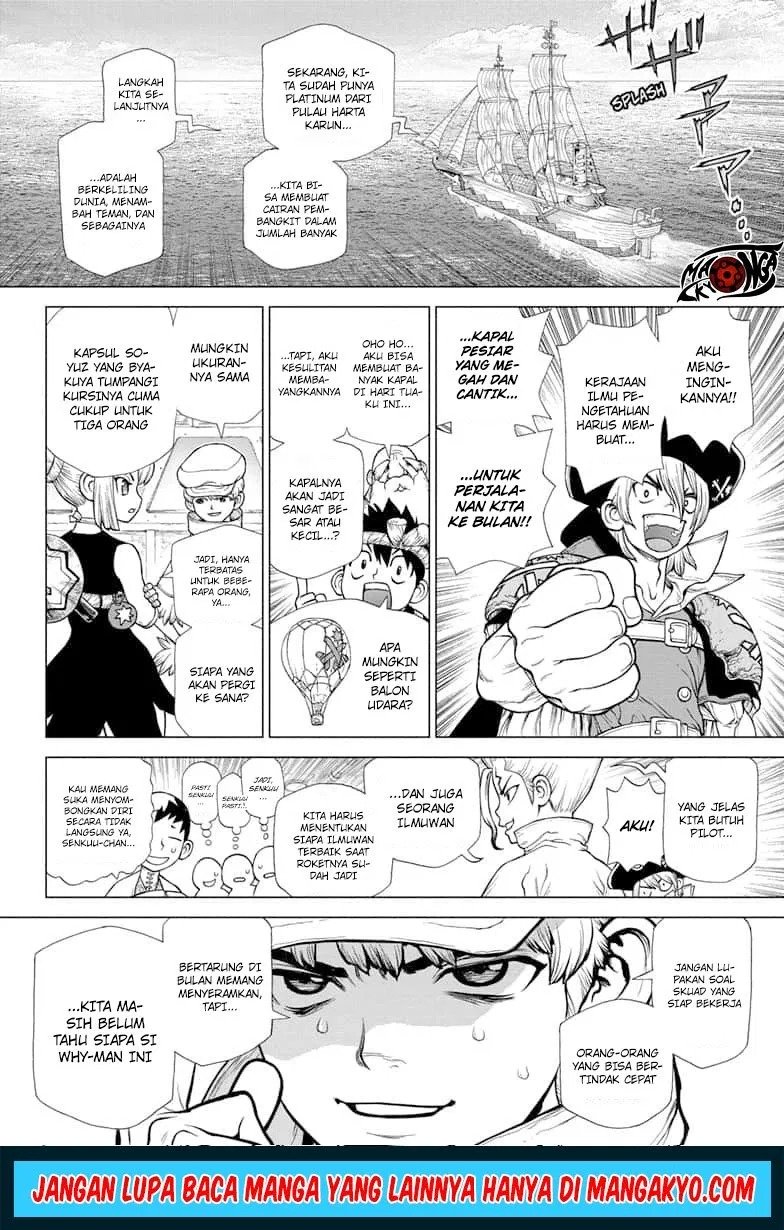 SPLASH
SEKARANG, KI-
TA SUDAH PUNYA
PLATINUM DARI
PULAU HARTA
KARUN...
...KITA BI-
SA MEMBUAT
CAIRAN PEM-
BANGKIT DALAM
JUMLAH BANYAK
LANGKAH
KITA SE-
LANJUTNYA
...
...ADALAH
BERKELILING
DUNIA, MENAM-
BAH TEMAN, DAN
SEBAGAINYA
MANGA
KYO
AKU
MENG-
INGIN-
KANNYA!!
KERAJAAN
ILMU PE-
NGETAHUAN
HARUS MEM-
BUAT...
...KAPAL
PESIAR
YANG ME-
GAH DAN
CANTIK...
...UNTUK
PERJALA-
NAN KITA
KE BULAN!!
OHO HO...
AKU BISA
MEMBUAT BA-
NYAK KAPAL
DI HARI TUA-
KU INI...
...TAPI, AKU
KESULITAN
MEMBA-
YANGKANNYA
KAPALNYA
AKAN JADI
SANGAT BE-
SAR ATAU
KECIL...?
APA
MUNGKIN
SEPERTI
BALON
UDARA?
MUNGKIN
UKURAN-
NYA SAMA
KAPSUL SO-
YUZ YANG BYA-
KUYA TUMPANGI
KURSINYA CUMA
CUKUP UNTUK
TIGA ORANG
JADI, HANYA
TERBATAS
UNTUK BEBE-
RAPA ORANG,
YA...
SIAPA YANG
AKAN PERGI
KE SANA?
YANG JELAS
KITA BUTUH
PILOT...
AKU!
...DAN JUGA
SEORANG
ILMUWAN
KITA HARUS
MENENTUKAN
SIAPA ILMUWAN
TERBAIK SAAT
ROKETNYA SU-
DAH JADI
JADI,
SENKUU
...
SENKUU
PASTI..
PASTI
SENKUU
...
KAU MEMANG
SUKA MENYOM-
BONGKAN DIRI
SECARA TIDAK
LANGSUNG YA,
SENKUU-CHAN...
JANGAN LU-
PAKAN SOAL
SKUAD YANG
SIAP BEKERJA
ORANG-ORANG
YANG BISA BER-
TINDAK CEPAT
BERTARUNG DI
BULAN MEMANG
MENYERAMKAN,
TAPI...
...KITA MA-
SIH BELUM
TAHU SIAPA SI
WHY-MAN INI
JANGAN LUPA BACA MANGA YANG LAINNYA HANYA DI MANGAKYO.COM